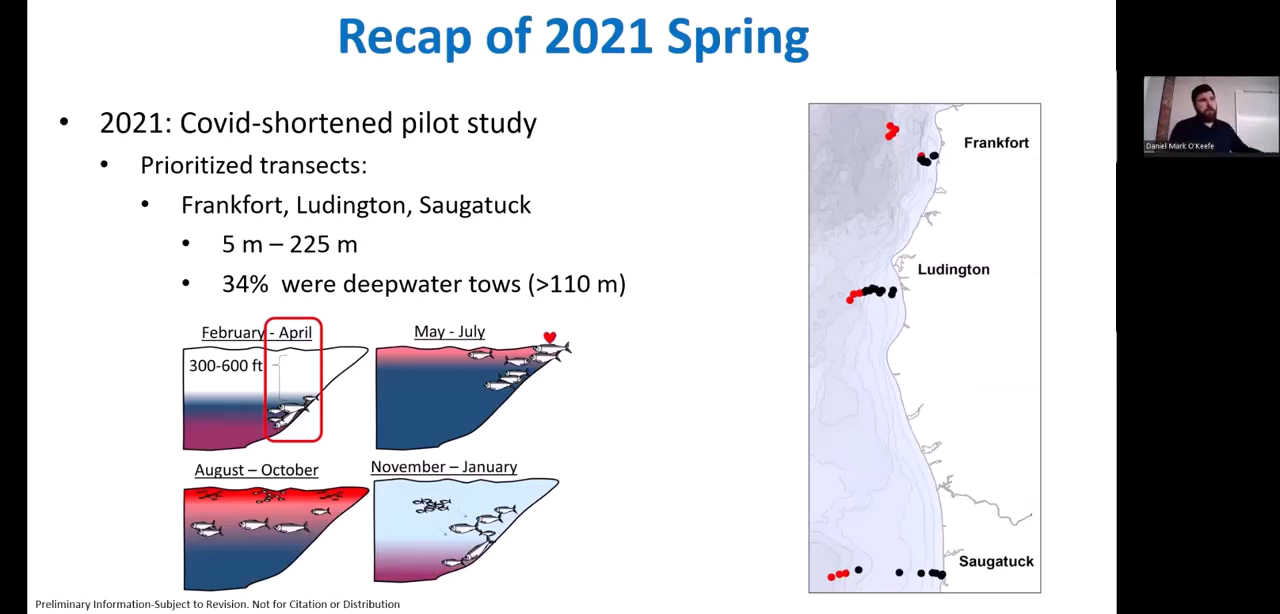 Recap of 2021 Spring
• 2021: Covid-shortened pilot study
• Prioritized transects:
• Frankfort, Ludington, Saugatuck
• 5 m – 225 m
• 34% were deepwater tows (>110 m)
February - April
300-600 ft
May - July
August – October
November – January
Frankfort
Ludington
Saugatuck
Preliminary Information-Subject to Revision. Not for Citation or Distribution
Daniel Mark O'Keefe